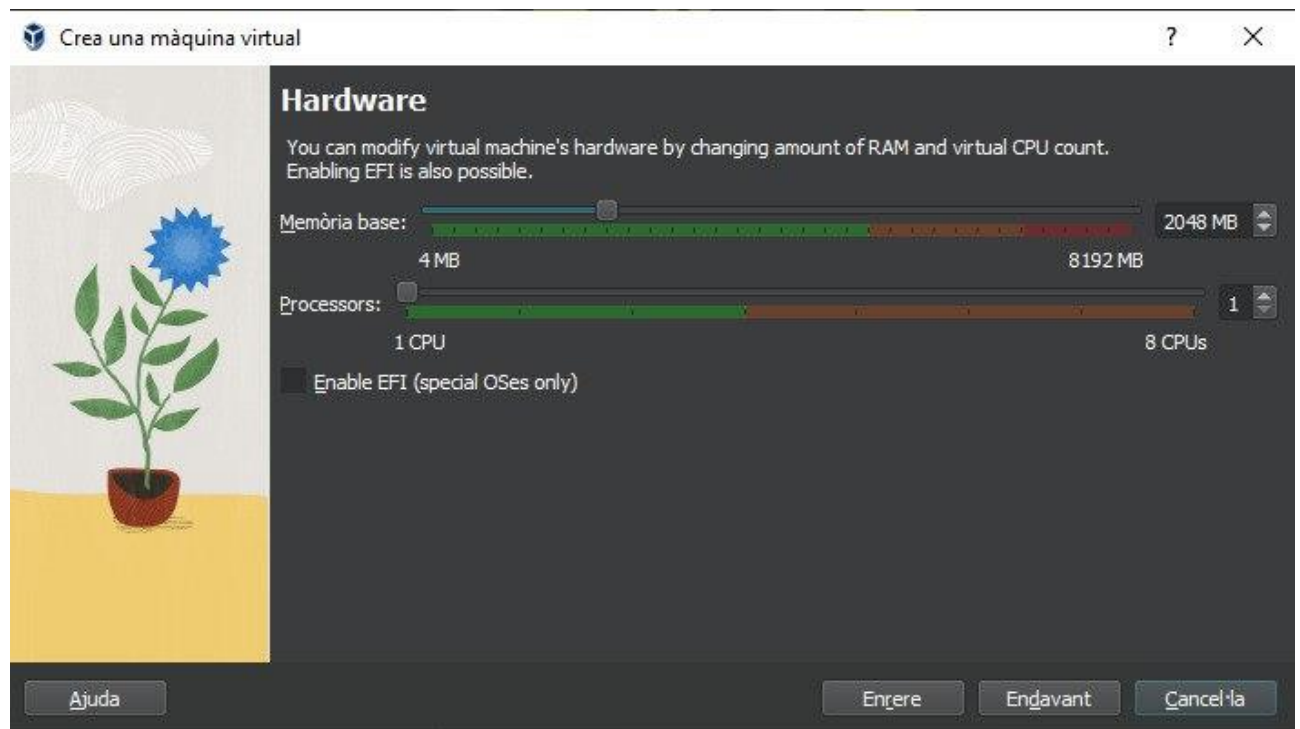 Crea una màquina virtual
?
Hardware
You can modify virtual machine's hardware by changing amount of RAM and virtual CPU count.
Enabling EFI is also possible.
Memòria base:
2048 MB
4 MB
8192 MB
Processors:
1
1 CPU
8 CPUs
Enable EFI (special OSes only)
Ajuda
Enrere
Endavant
Cancel·la